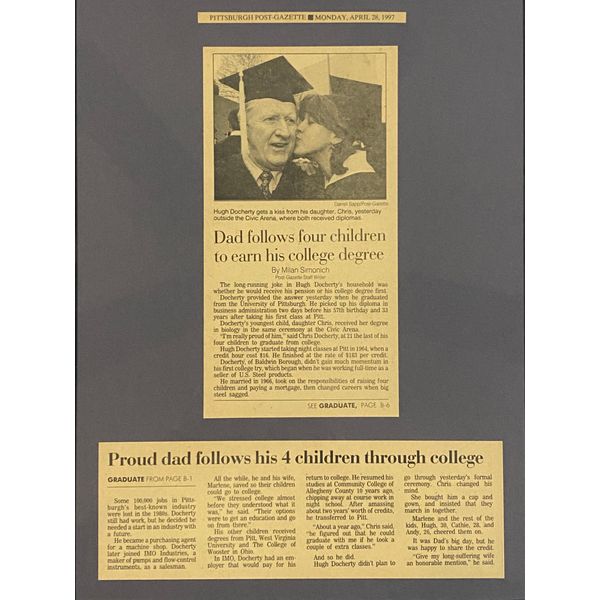 PITTSBURGH POST-GAZETTE ■ MONDAY, APRIL 28, 1997
Darrell Sapp/Post-Gazette
Hugh Docherty gets a kiss from his daughter, Chris, yesterday
outside the Civic Arena, where both received diplomas.
Dad follows four children
to earn his college degree
By Milan Simonich
Post-Gazette Staff Writer
The long-running joke in Hugh Docherty's household was
whether he would receive his pension or his college degree first.
Docherty provided the answer yesterday when he graduated
from the University of Pittsburgh. He picked up his diploma in
business administration two days before his 57th birthday and 33
years after taking his first class at Pitt.
Docherty's youngest child, daughter Chris, received her degree
in biology in the same ceremony at the Civic Arena.
"I'm really proud of him," said Chris Docherty, at 21 the last of his
four children to graduate from college.
Hugh Docherty started taking night classes at Pitt in 1964, when a
credit hour cost $16. He finished at the rate of $163 per credit.
Docherty, of Baldwin Borough, didn't gain much momentum in
his first college try, which began when he was working full-time as a
seller of U.S. Steel products.
He married in 1966, took on the responsibilities of raising four
children and paying a mortgage, then changed careers when big
steel sagged.
SEE GRADUATE, PAGE B-6
Proud dad follows his 4 children through college
GRADUATE FROM PAGE B-1
Some 100,000 jobs in Pitts-
burgh's best-known industry
were lost in the 1980s. Docherty
still had work, but he decided he
needed a start in an industry with
a future.
He became a purchasing agent
for a machine shop. Docherty
later joined IMO Industries, a
maker of pumps and flow-control
instruments, as a salesman.
All the while, he and his wife,
Marlene, saved so their children
could go to college.
"We stressed college almost
before they understood what it
was," he said. "Their options
were to get an education and go
on from there."
His other children received
degrees from Pitt, West Virginia
University and The College of
Wooster in Ohio.
In IMO, Docherty had an em-
ployer that would pay for his
return to college. He resumed his
studies at Community College of
Allegheny County 10 years ago,
chipping away at course work in
night school. After amassing
about two years' worth of credits,
he transferred to Pitt.
"About a year ago," Chris said,
"he figured out that he could
graduate with me if he took a
couple of extra classes."
And so he did.
Hugh Docherty didn't plan to
go through yesterday's formal
ceremony. Chris changed his
mind.
She bought him a cap and
gown, and insisted that they
march in together.
Marlene and the rest of the
kids, Hugh, 30, Cathie, 28, and
Andy, 26, cheered them on.
It was Dad's big day, but he
was happy to share the credit.
"Give my long-suffering wife
an honorable mention," he said.